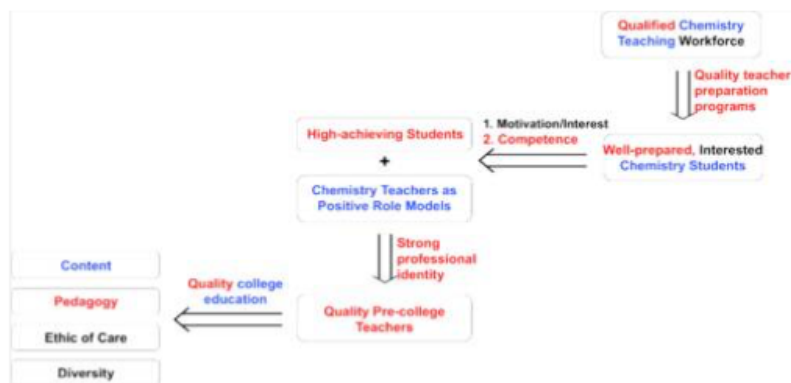 Qualified Chemistry
Teaching Workforce
Quality teacher
preparation
programs
1. Motivation/Interest
2. Competence
High-achieving Students
+
Well-prepared, Interested
Chemistry Students
Chemistry Teachers as
Positive Role Models
Strong
professional
identity
Content
Quality college
education
Pedagogy
Quality Pre-college
Teachers
Ethic of Care
Diversity